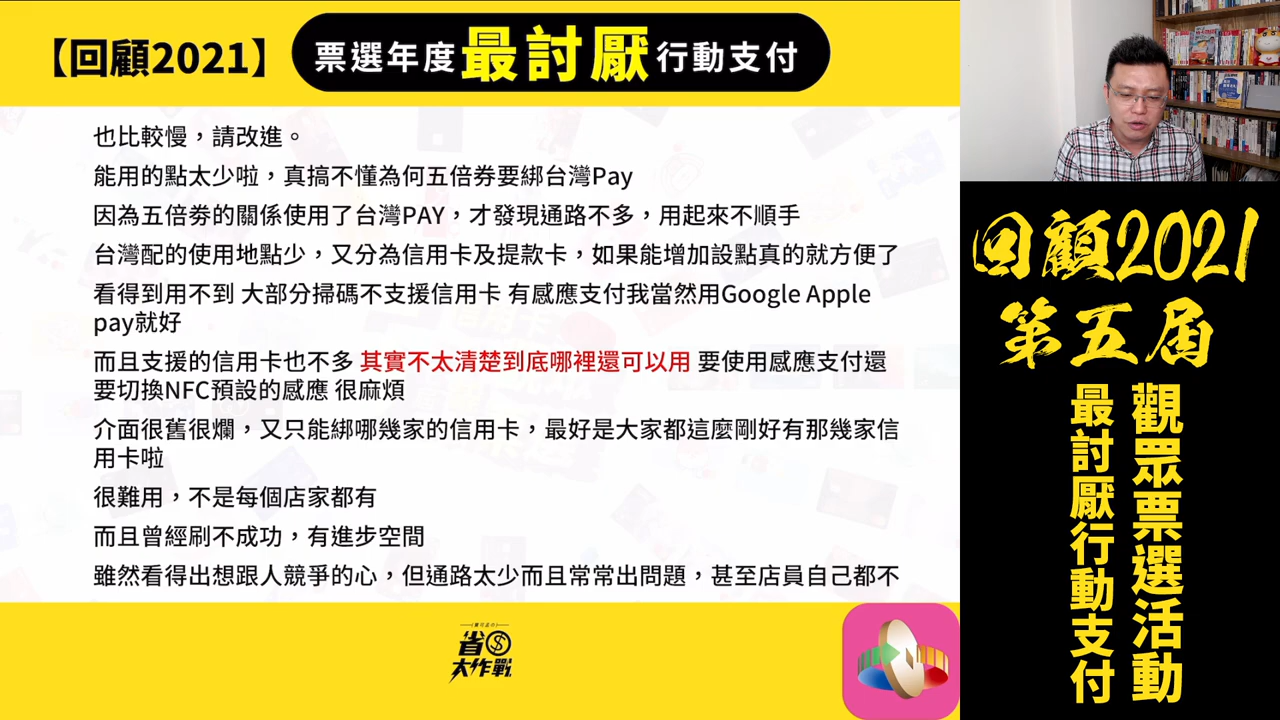 【回顧2021】 票選年度最討厭行動支付
也比較慢，請改進。
能用的點太少啦，真搞不懂為何五倍券要綁台灣Pay
因為五倍劵的關係使用了台灣PAY，才發現通路不多，用起來不順手
台灣配的使用地點少，又分為信用卡及提款卡，如果能增加設點真的就方便了
看得到用不到 大部分掃碼不支援信用卡 有感應支付我當然用Google Apple
pay就好
而且支援的信用卡也不多 其實不太清楚到底哪裡還可以用 要使用感應支付還
要切換NFC預設的感應 很麻煩
介面很舊很爛，又只能綁哪幾家的信用卡，最好是大家都這麼剛好有那幾家信
用卡啦
很難用，不是每個店家都有
而且曾經刷不成功，有進步空間
雖然看得出想跟人競爭的心，但通路太少而且常常出問題，甚至店員自己都不
省
大作戰
回顧2021
第五屆
觀眾票選活動
最討厭行動支付